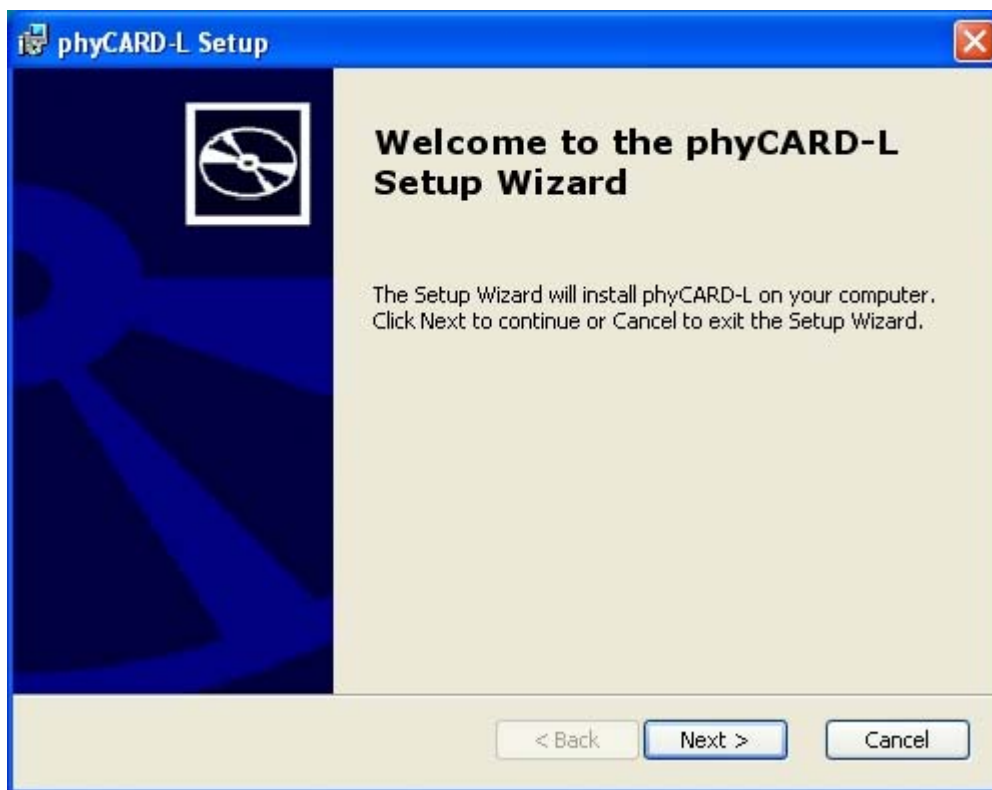 phyCARD-L Setup
Welcome to the phyCARD-L
Setup Wizard
The Setup Wizard will install phyCARD-L on your computer.
Click Next to continue or Cancel to exit the Setup Wizard.
< Back
Next >
Cancel